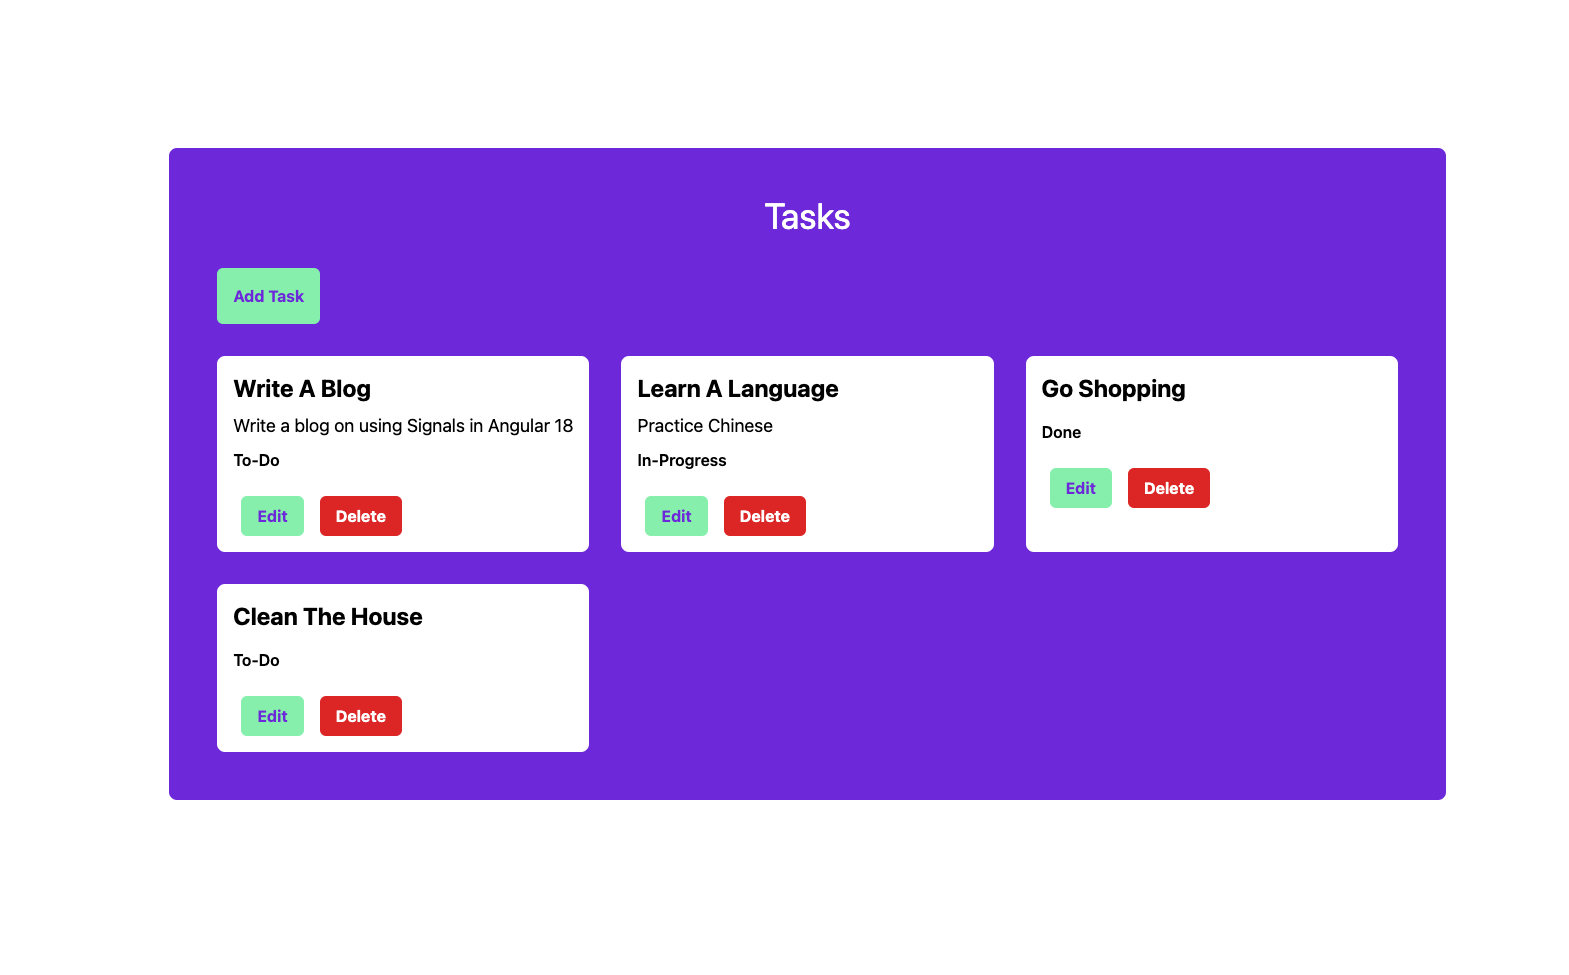 Tasks
Add Task
Write A Blog
Write a blog on using Signals in Angular 18
To-Do
Edit Delete
Learn A Language
Practice Chinese
In-Progress
Edit Delete
Go Shopping
Done
Edit Delete
Clean The House
To-Do
Edit Delete